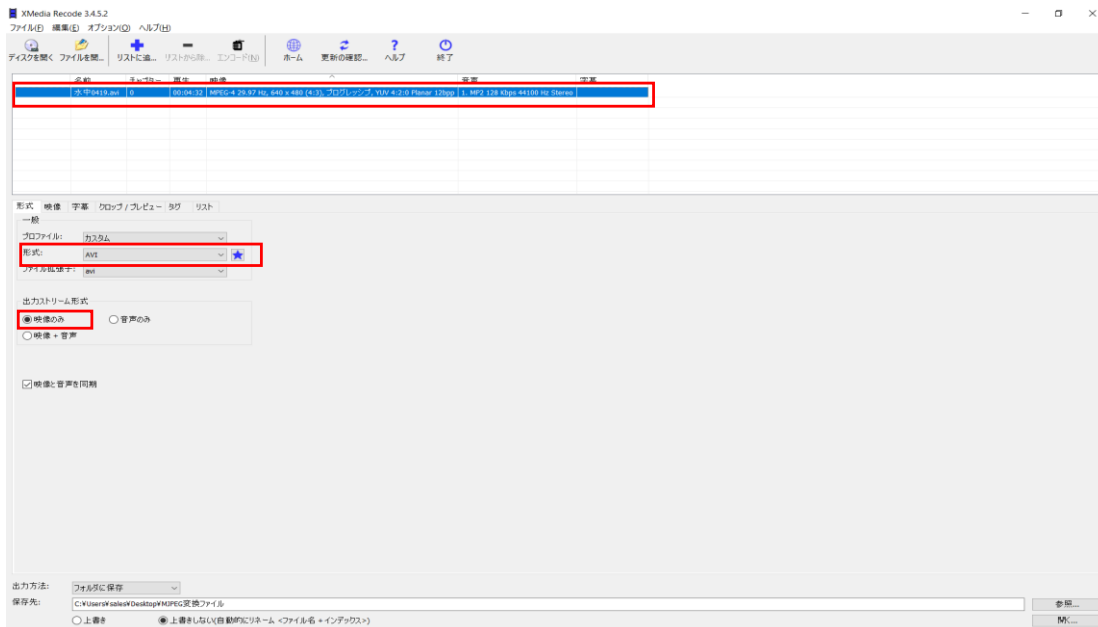 XMedia Recode 3.4.5.2
ファイル(F) 編集(E) オプション(O) ヘルプ(H)
ディスクを開く ファイルを開... リストに追... リストから除... エンコード(N) ホーム 更新の確認... ヘルプ 終了
名前 チャプター 再生 映像 音声 字幕
水中0419.avi 0 00:04:32 MPEG-4 29.97 Hz, 640 x 480 (4:3), プログレッシブ, YUV 4:2:0 Planar 12bpp 1. MP2 128 Kbps 44100 Hz Stereo
形式 映像 字幕 クロップ / プレビュー タグ リスト
一般
プロファイル: カスタム
形式: AVI
ファイル拡張子: avi
出力ストリーム形式
映像のみ 音声のみ
映像 + 音声
映像と音声を同期
出力方法: フォルダに保存
保存先: C:¥Users¥sales¥Desktop¥MJPEG変換ファイル 参照...
上書き 上書きしない(自動的にリネーム <ファイル名 + インデックス>) 開く...